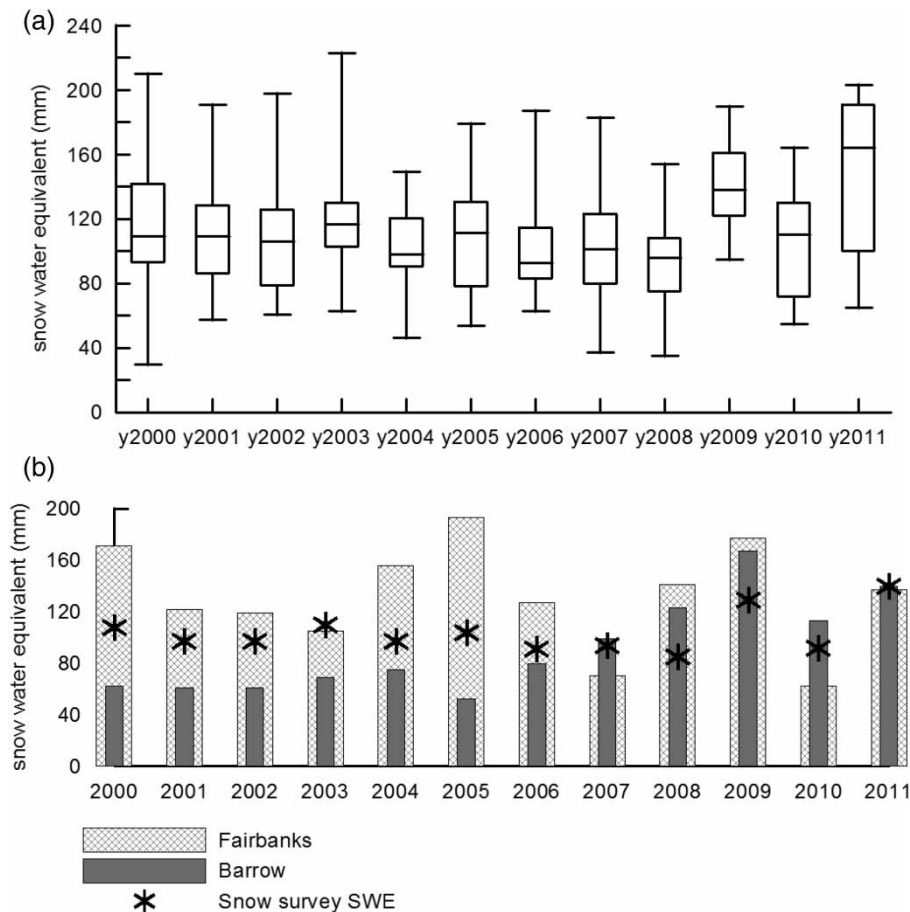 (a)
snow water equivalent (mm)
240
200
160
120
80
40
0
y2000 y2001 y2002 y2003 y2004 y2005 y2006 y2007 y2008 y2009 y2010 y2011
(b)
snow water equivalent (mm)
200
160
120
80
40
0
2000 2001 2002 2003 2004 2005 2006 2007 2008 2009 2010 2011
Fairbanks
Barrow
Snow survey SWE